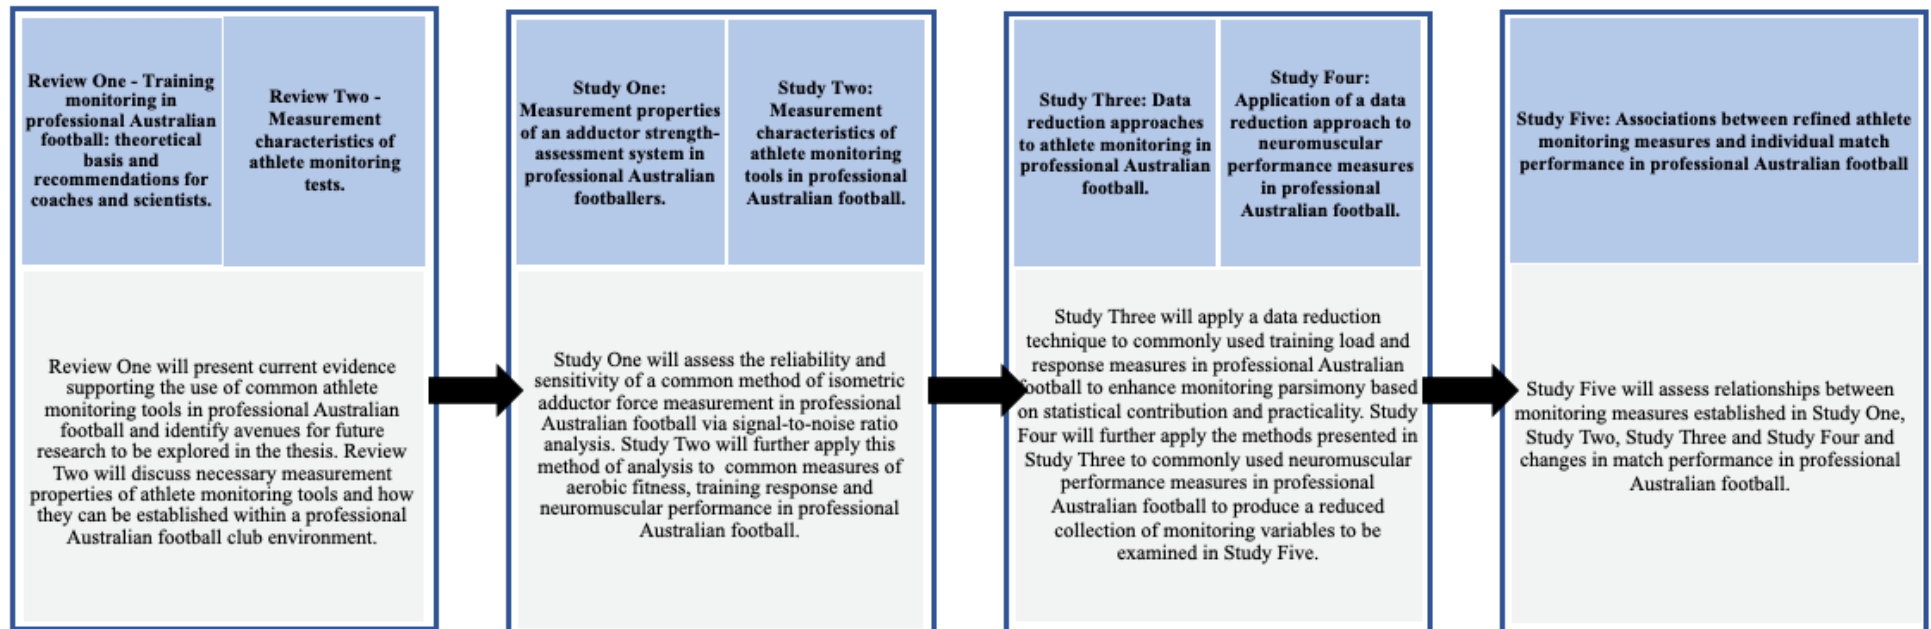 Review One - Training
monitoring in
professional Australian
football: theoretical
basis and
recommendations for
coaches and scientists.
Review Two -
Measurement
characteristics of
athlete monitoring
tests.
Review One will present current evidence
supporting the use of common athlete
monitoring tools in professional Australian
football and identify avenues for future
research to be explored in the thesis. Review
Two will discuss necessary measurement
properties of athlete monitoring tools and how
they can be established within a professional
Australian football club environment.
Study One:
Measurement properties
of an adductor strength-
assessment system in
professional Australian
footballers.
Study Two:
Measurement
characteristics of
athlete monitoring
tools in professional
Australian football.
Study One will assess the reliability and
sensitivity of a common method of isometric
adductor force measurement in professional
Australian football via signal-to-noise ratio
analysis. Study Two will further apply this
method of analysis to common measures of
aerobic fitness, training response and
neuromuscular performance in professional
Australian football.
Study Three: Data
reduction approaches
to athlete monitoring in
professional Australian
football.
Study Four:
Application of a data
reduction approach to
neuromuscular
performance measures
in professional
Australian football.
Study Three will apply a data reduction
technique to commonly used training load and
response measures in professional Australian
football to enhance monitoring parsimony based
on statistical contribution and practicality. Study
Four will further apply the methods presented in
Study Three to commonly used neuromuscular
performance measures in professional
Australian football to produce a reduced
collection of monitoring variables to be
examined in Study Five.
Study Five: Associations between refined athlete
monitoring measures and individual match
performance in professional Australian football
Study Five will assess relationships between
monitoring measures established in Study One,
Study Two, Study Three and Study Four and
changes in match performance in professional
Australian football.